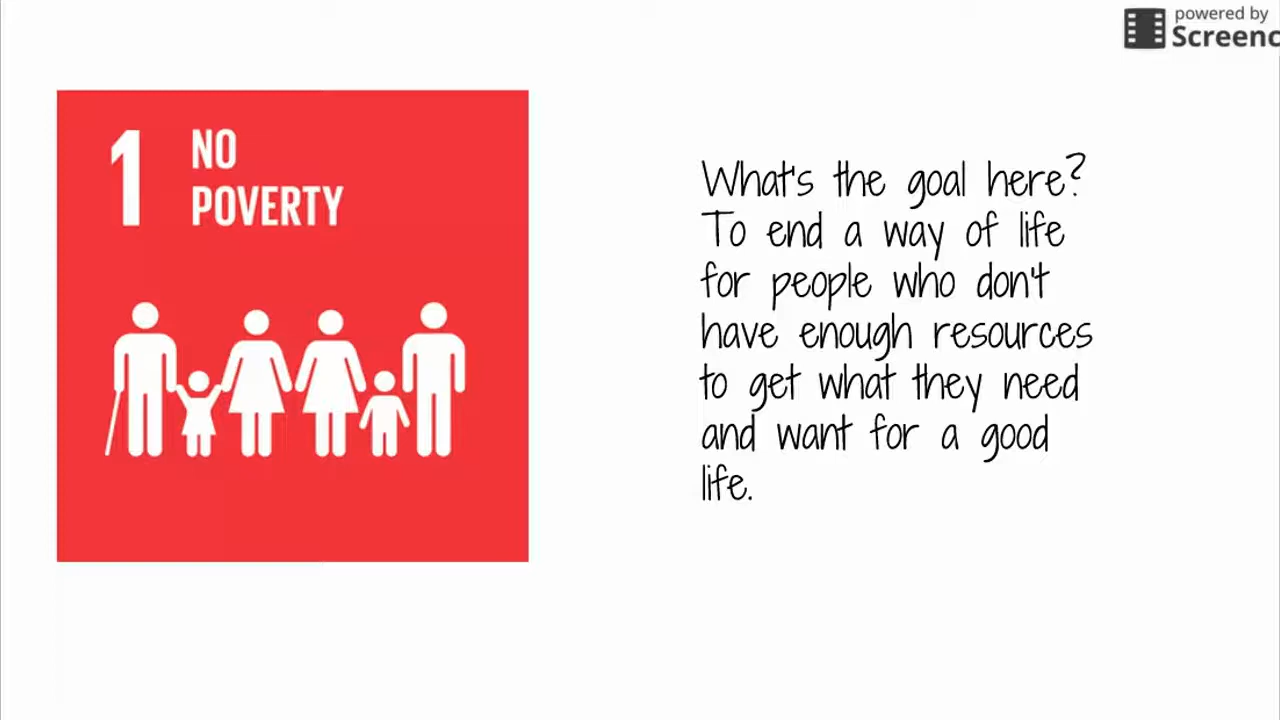 powered by
Screenc
1 NO
POVERTY
What's the goal here?
To end a way of life
for people who don't
have enough resources
to get what they need
and want for a good
life.